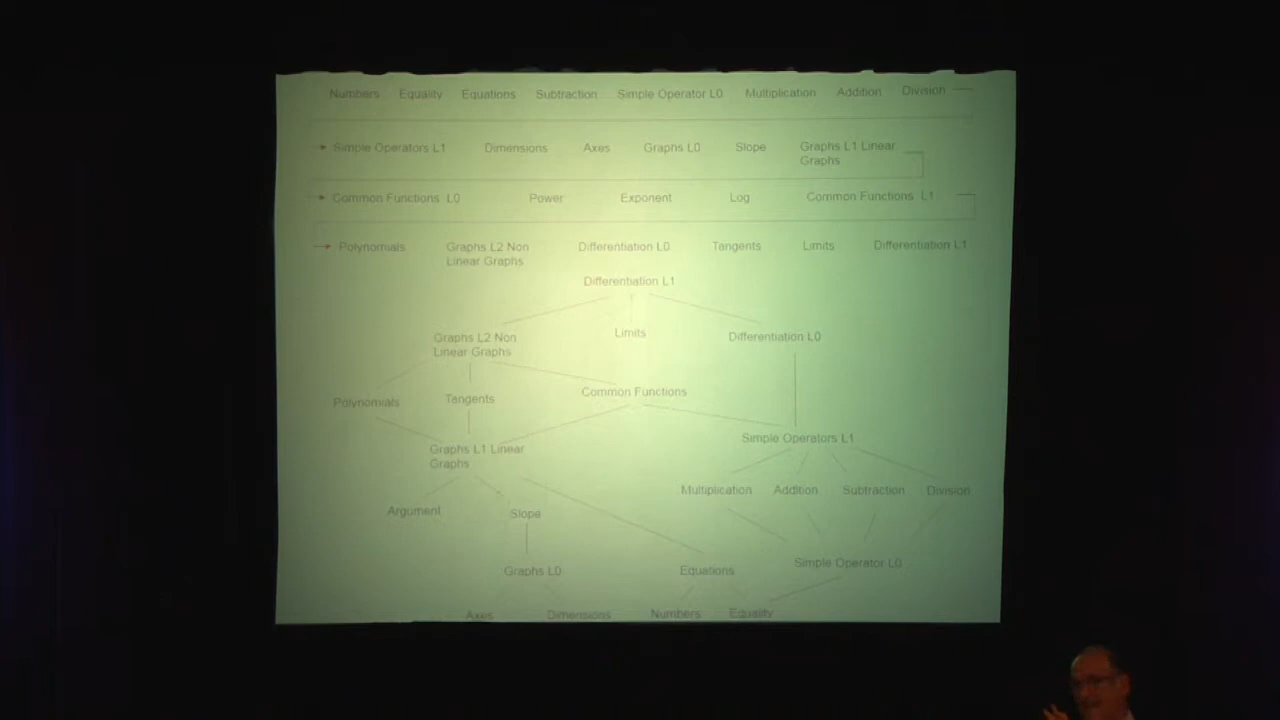 Numbers Equality Equations Subtraction Simple Operator L0 Multiplication Addition Division
Simple Operators L1 Dimensions Axes Graphs L0 Slope Graphs L1 Linear
Graphs
Common Functions L0 Power Exponent Log Common Functions L1
Polynomials Graphs L2 Non Differentiation L0 Tangents Limits Differentiation L1
Linear Graphs
Differentiation L1
Graphs L2 Non Limits Differentiation L0
Linear Graphs
Polynomials Tangents Common Functions
Graphs L1 Linear Simple Operators L1
Graphs
Multiplication Addition Subtraction Division
Argument Slope
Graphs L0 Equations Simple Operator L0
Axes Dimensions Numbers Equality